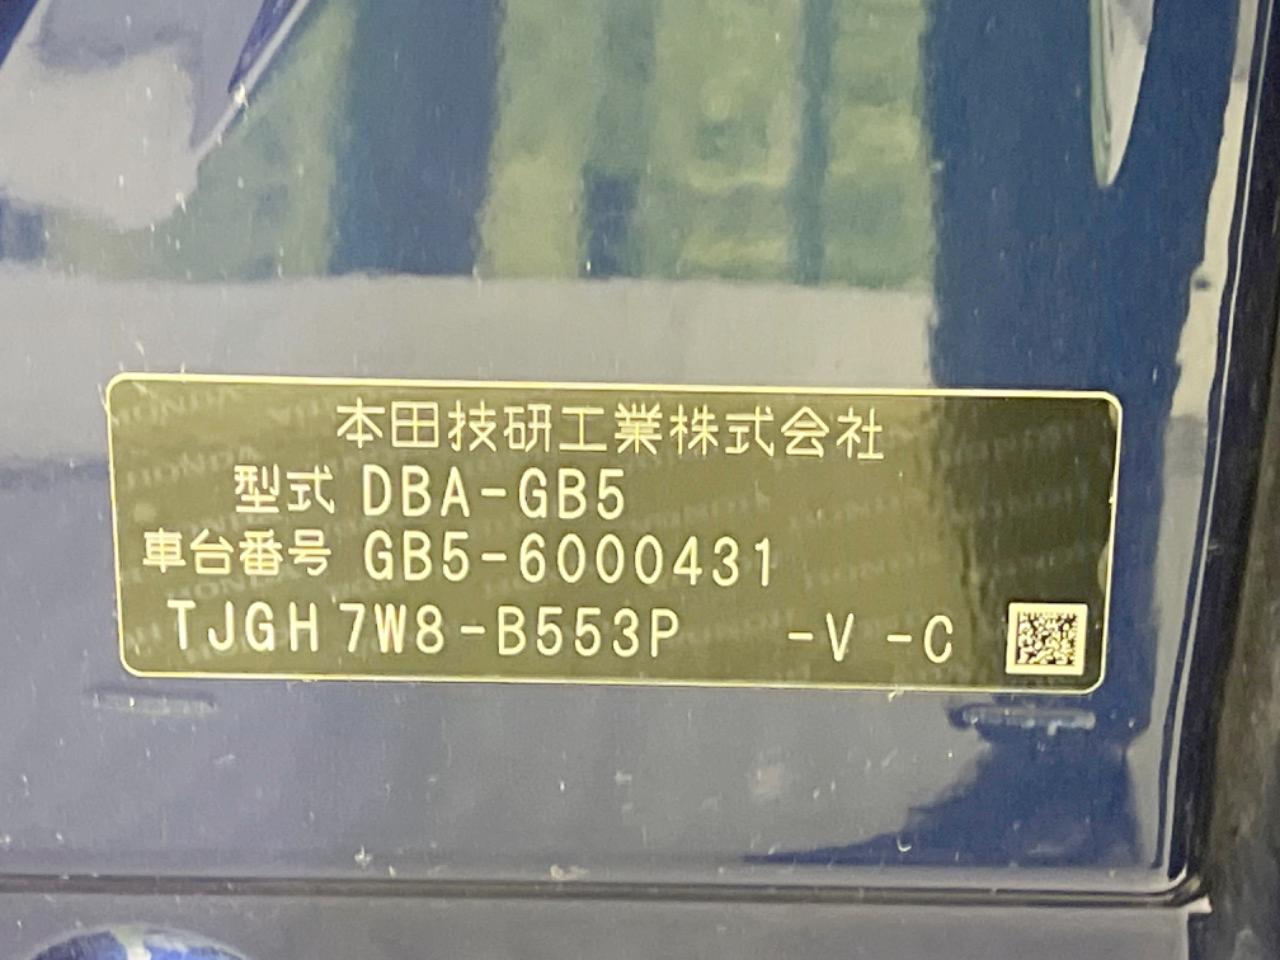 本田技研工業株式会社
型式 DBA-GB5
車台番号 GB5-6000431
TJGH7W8-B553P -V -C